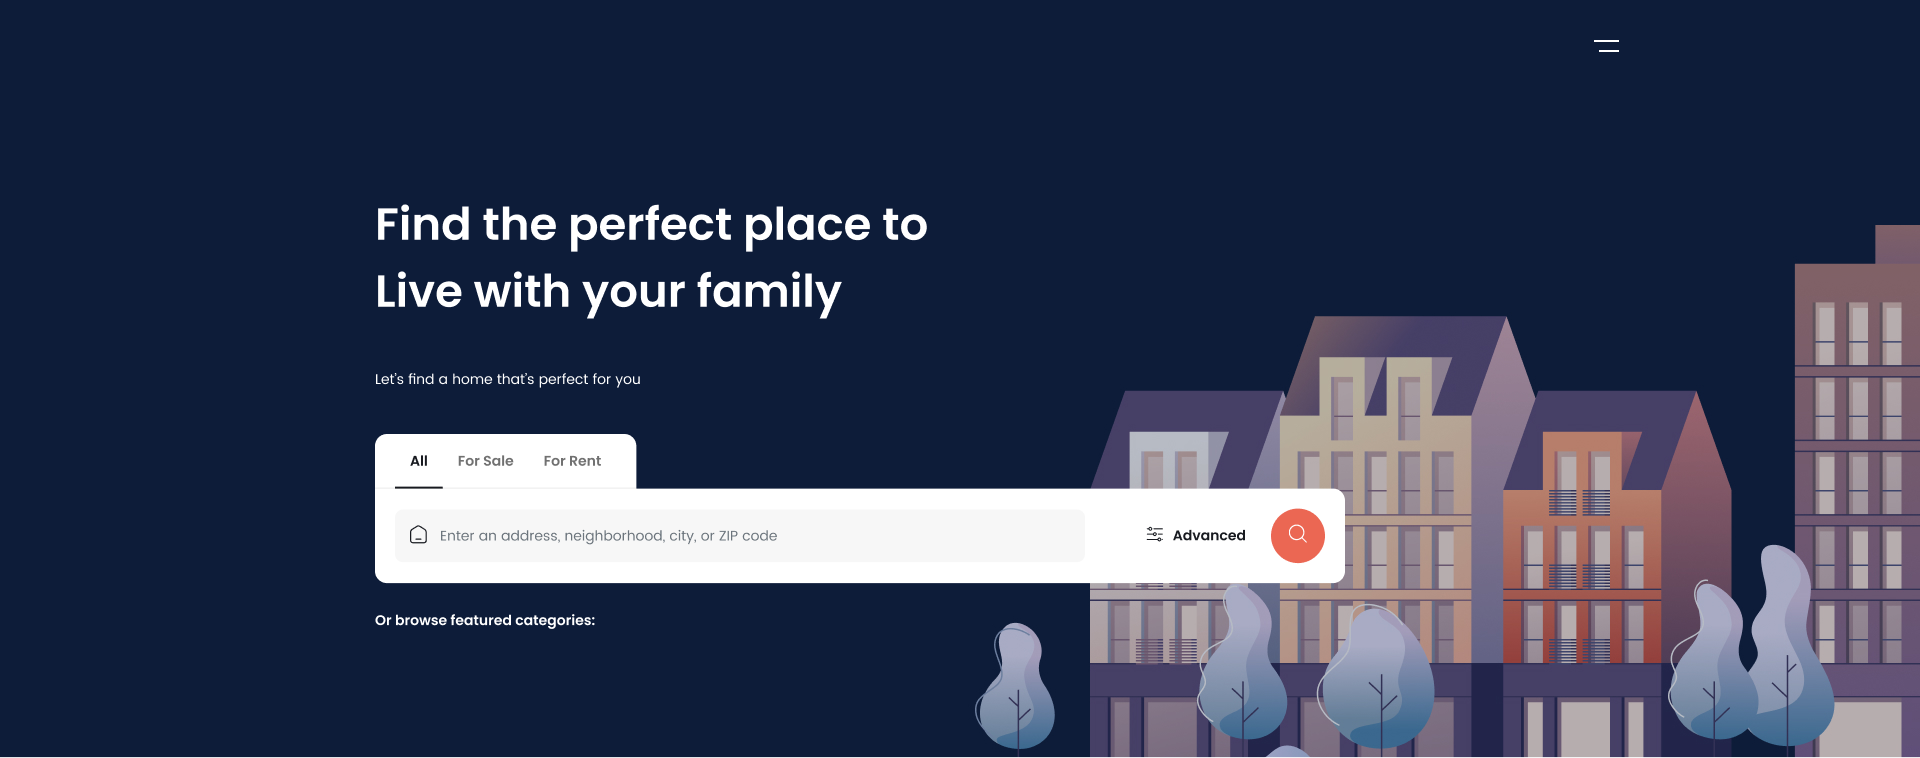 Find the perfect place to
Live with your family
Let's find a home that's perfect for you
All For Sale For Rent
Enter an address, neighborhood, city, or ZIP code Advanced
Or browse featured categories: